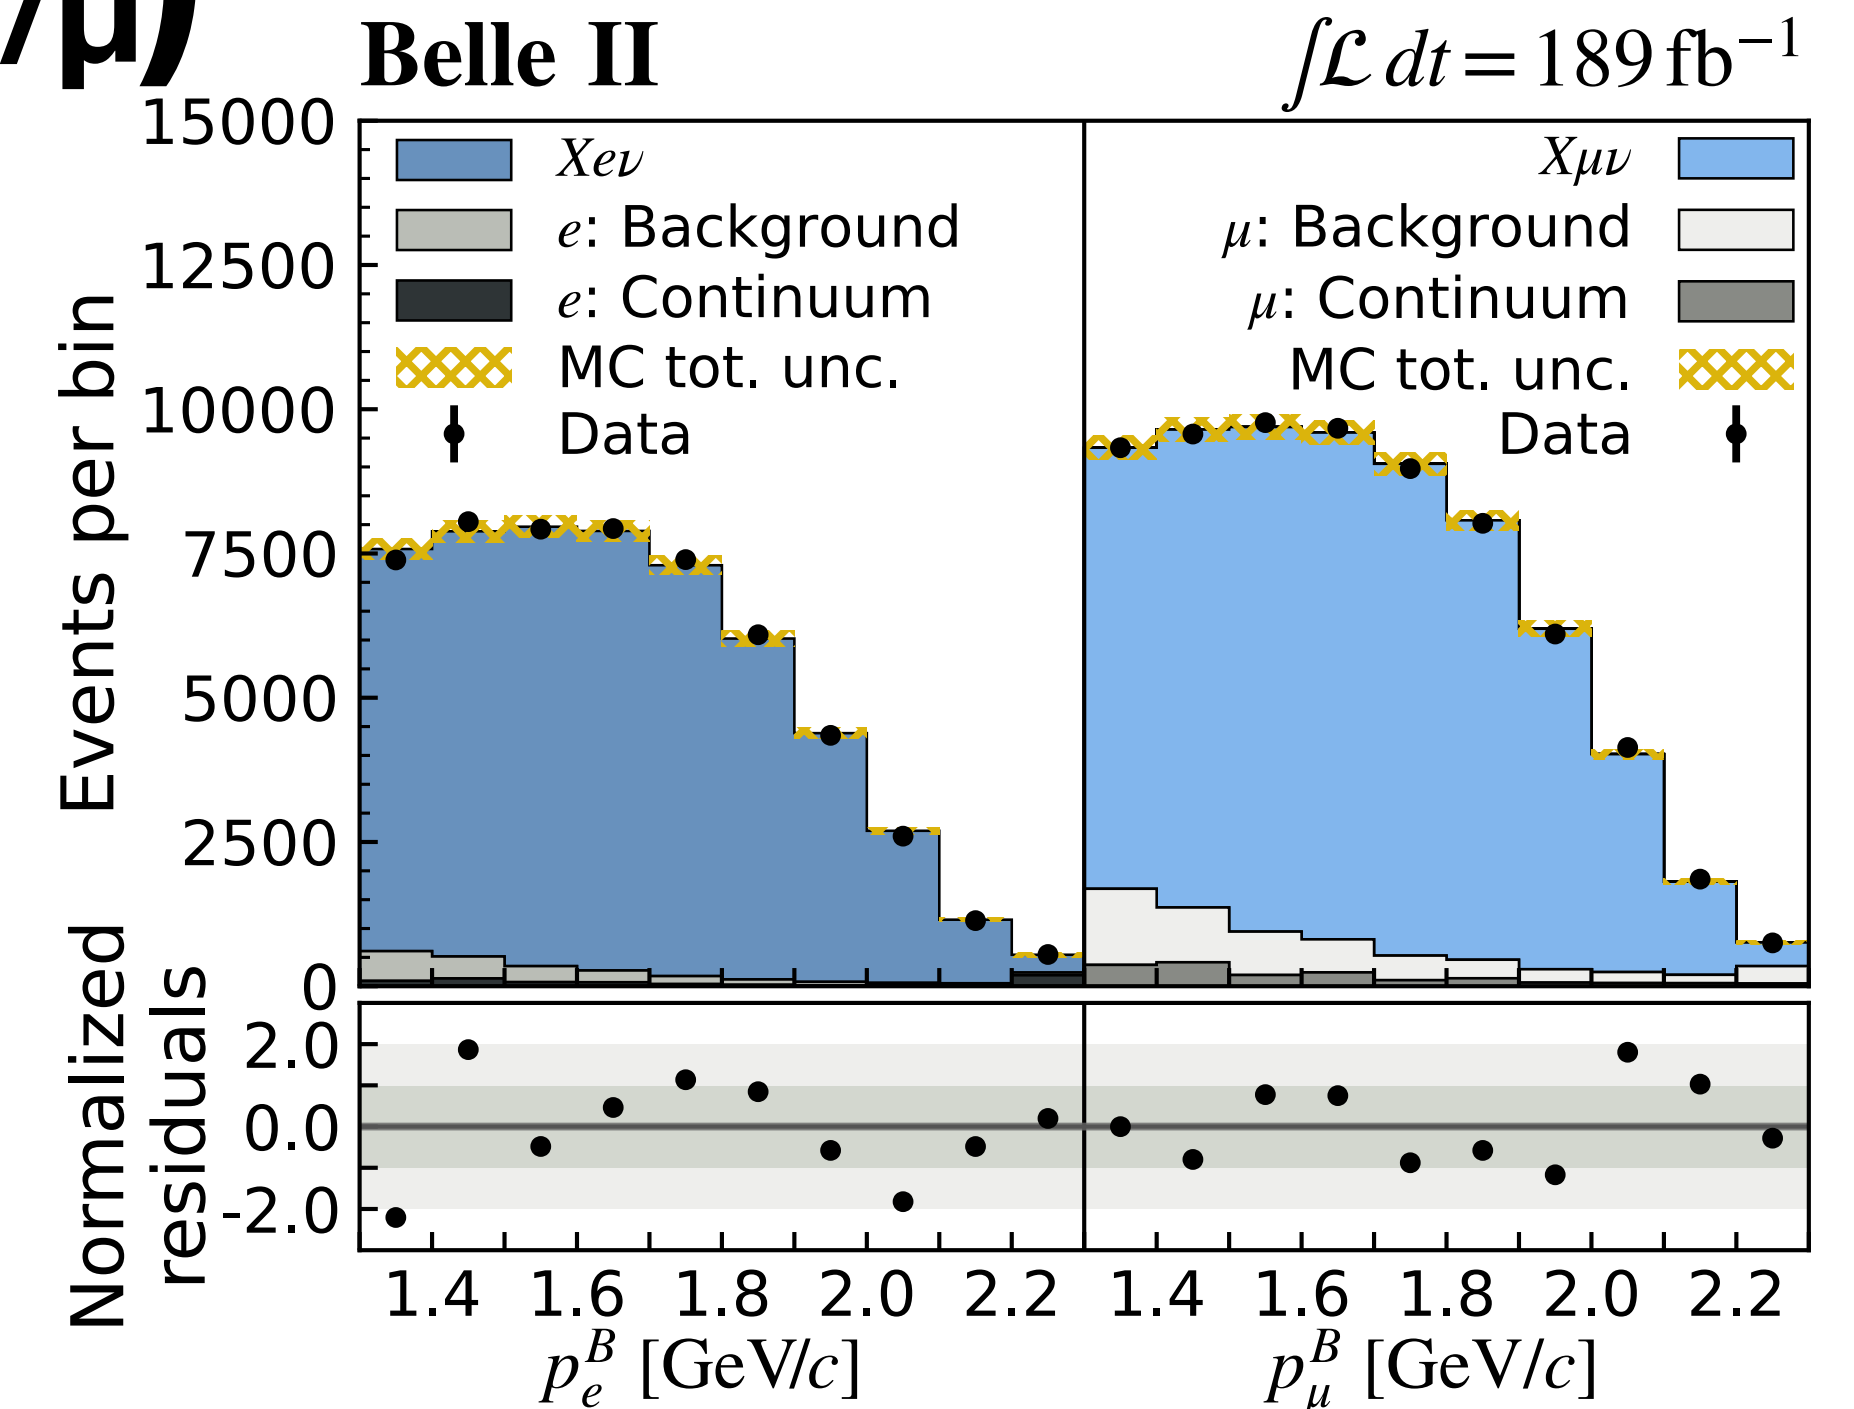 /μ)
Belle II
∫ℒ dt = 189 fb⁻¹
Events per bin
15000
12500
10000
7500
5000
2500
0
Xeν
e: Background
e: Continuum
MC tot. unc.
Data
Xμν
μ: Background
μ: Continuum
MC tot. unc.
Data
Normalized
residuals
2.0
0.0
-2.0
1.4 1.6 1.8 2.0 2.2
1.4 1.6 1.8 2.0 2.2
p_e^B [GeV/c]
p_μ^B [GeV/c]